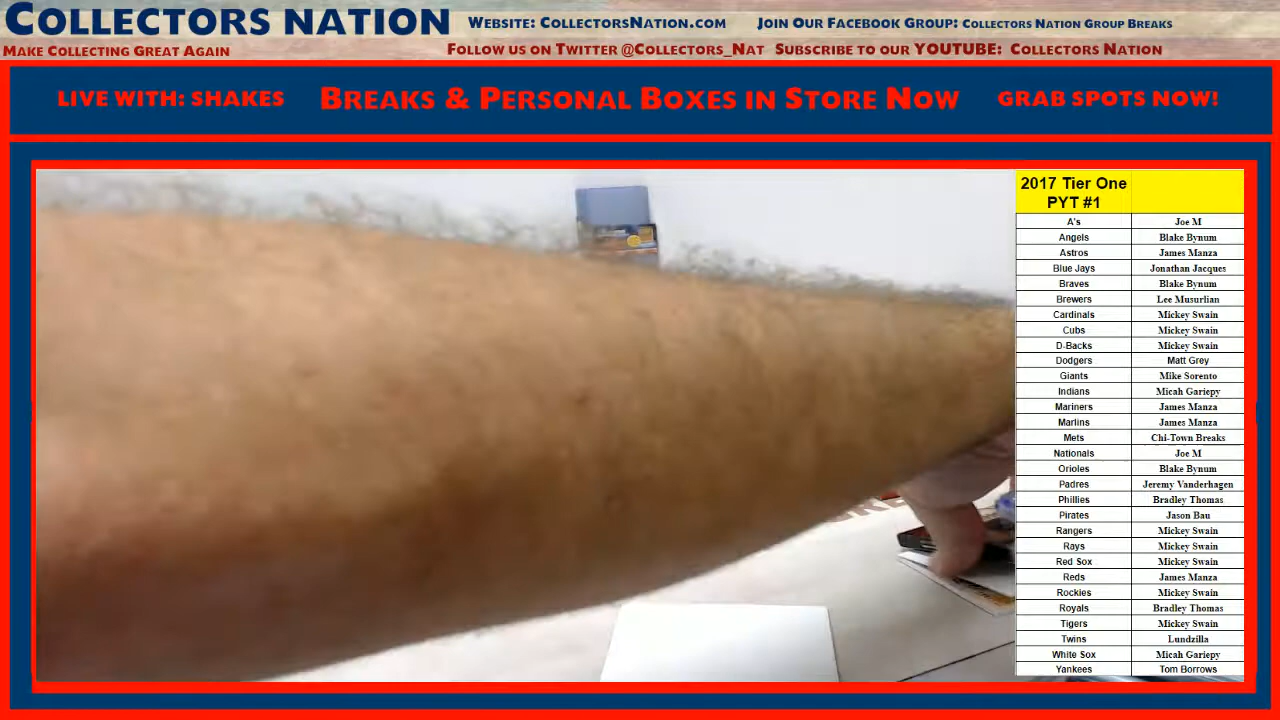 COLLECTORS NATION
WEBSITE: COLLECTORSNATION.COM
JOIN OUR FACEBOOK GROUP: COLLECTORS NATION GROUP BREAKS
MAKE COLLECTING GREAT AGAIN
FOLLOW US ON TWITTER @COLLECTORS_NAT SUBSCRIBE TO OUR YOUTUBE: COLLECTORS NATION
LIVE WITH: SHAKES
BREAKS & PERSONAL BOXES IN STORE NOW
GRAB SPOTS NOW!
2017 Tier One
PYT #1
A's Joe M
Angels Blake Bynum
Astros James Manza
Blue Jays Jonathan Jacques
Braves Blake Bynum
Brewers Lee Musurlian
Cardinals Mickey Swain
Cubs Mickey Swain
D-Backs Mickey Swain
Dodgers Matt Grey
Giants Mike Sorento
Indians Micah Gariepy
Mariners James Manza
Marlins James Manza
Mets Chi-Town Breaks
Nationals Joe M
Orioles Blake Bynum
Padres Jeremy Vanderhagen
Phillies Bradley Thomas
Pirates Jason Bau
Rangers Mickey Swain
Rays Mickey Swain
Red Sox Mickey Swain
Reds James Manza
Rockies Mickey Swain
Royals Bradley Thomas
Tigers Mickey Swain
Twins Lundzilla
White Sox Micah Gariepy
Yankees Tom Borrows